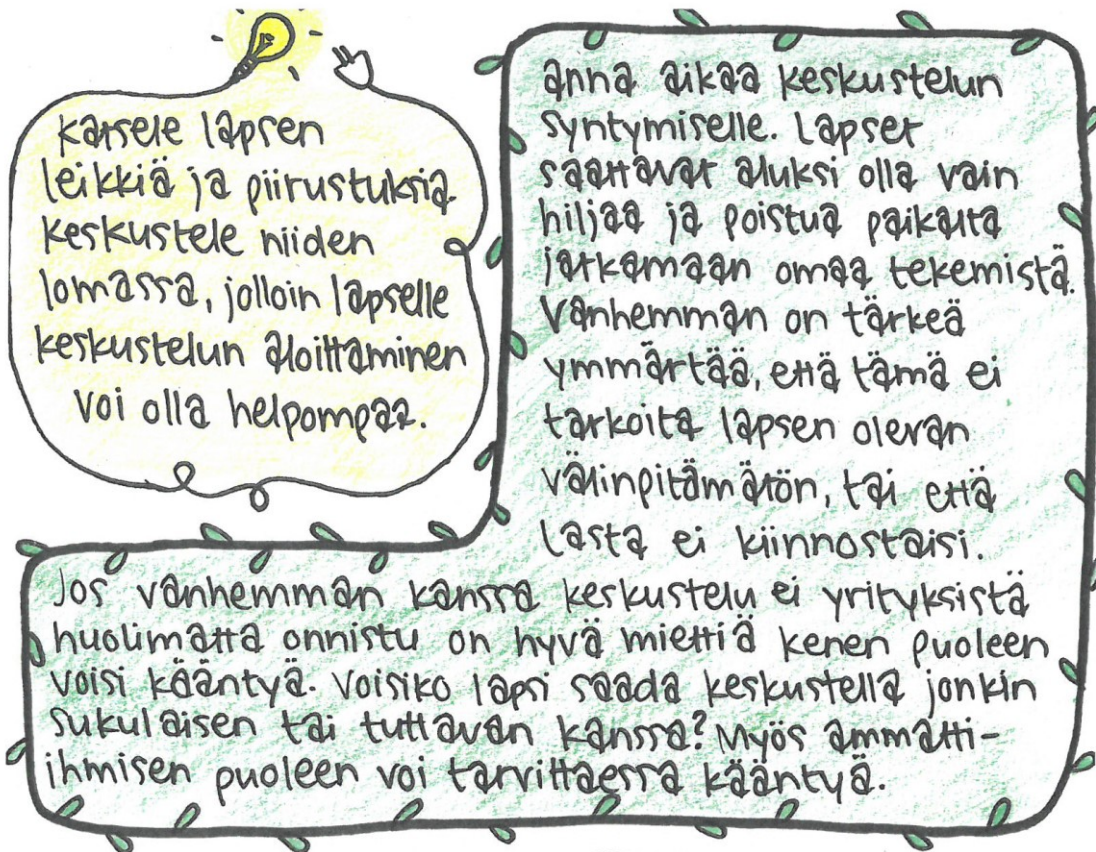 Katsele lapsen
leikkiä ja piirustuksia.
Keskustele niiden
lomassa, jolloin lapselle
keskustelun aloittaminen
voi olla helpompaa.
anna aikaa keskustelun
syntymiselle. Lapset
saattavat aluksi olla vain
hiljaa ja poistua paikalta
jatkamaan omaa tekemistä.
Vanhemman on tärkeä
ymmärtää, että tämä ei
tarkoita lapsen olevan
välinpitämätön, tai että
Lasta ei kiinnostaisi.
Jos vanhemman kanssa keskustelu ei yrityksistä
huolimatta onnistu on hyvä miettiä kenen puoleen
voisi kääntyä. Voisiko lapsi saada keskustella jonkin
sukulaisen tai tuttavan kanssa? Myös ammatti-
ihmisen puoleen voi tarvittaessa kääntyä.